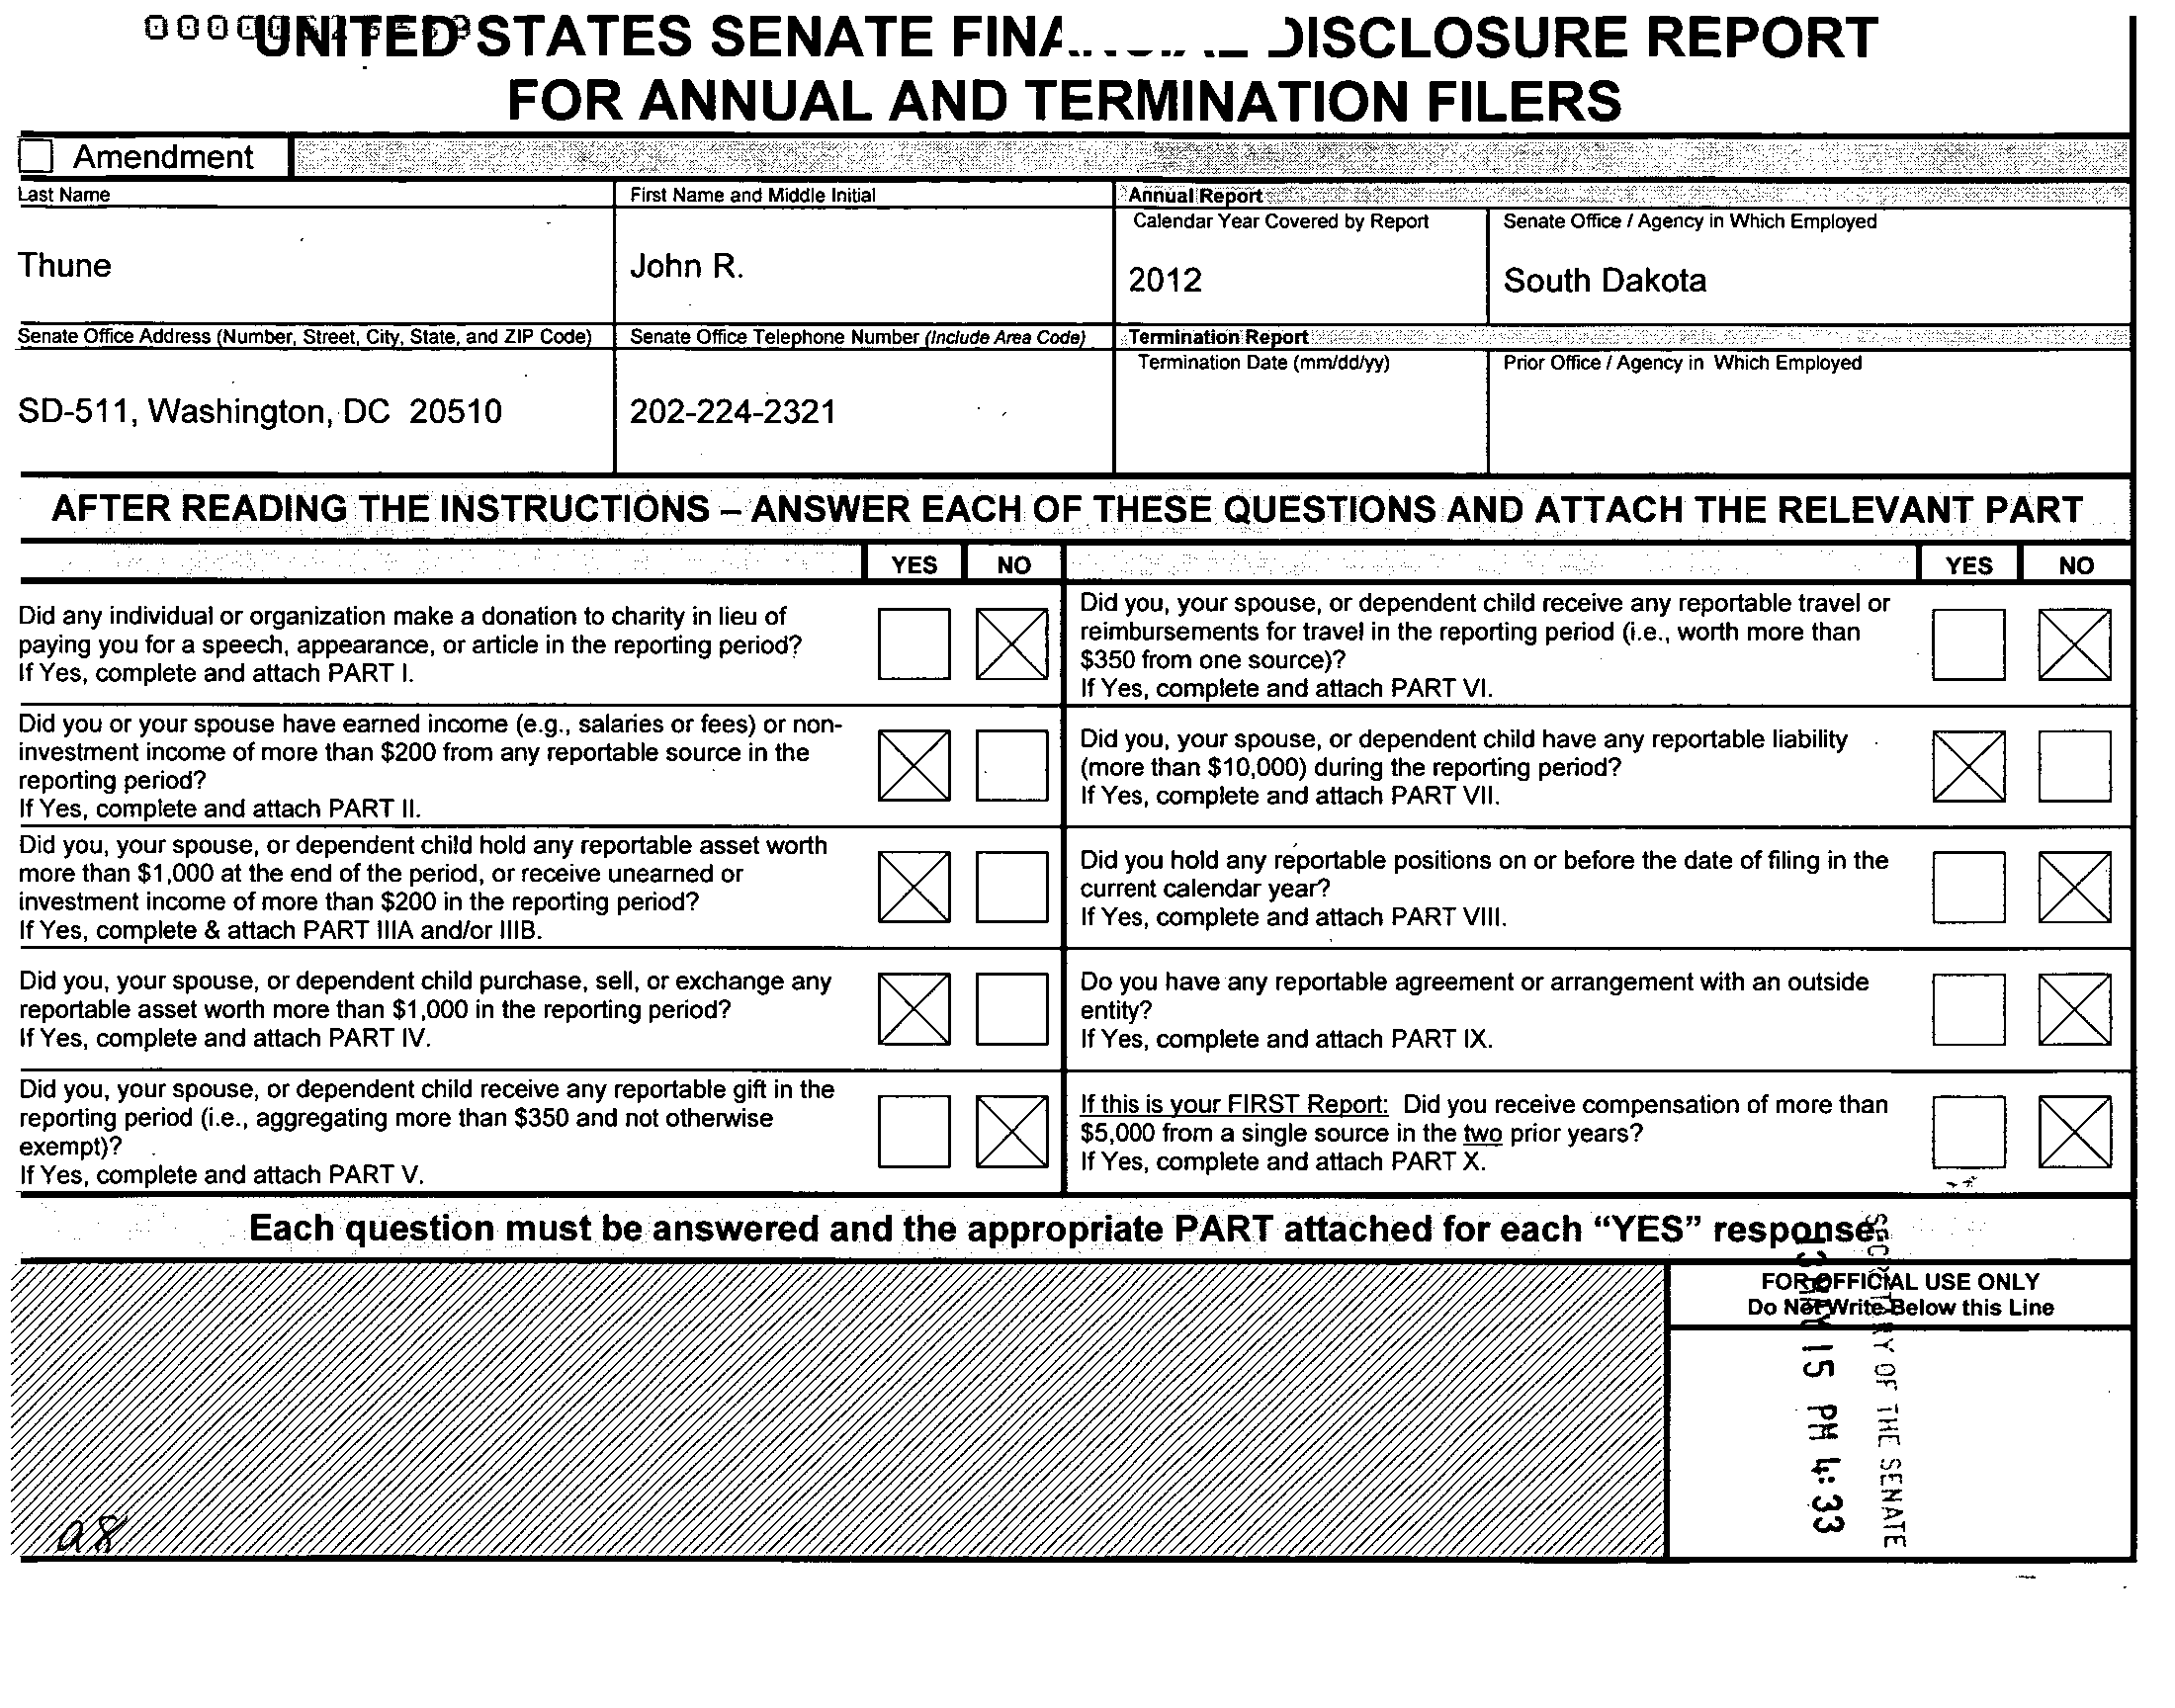 UNITED STATES SENATE FINANCIAL DISCLOSURE REPORT
FOR ANNUAL AND TERMINATION FILERS
Amendment
Last Name
First Name and Middle Initial
Annual Report
Calendar Year Covered by Report
Senate Office / Agency in Which Employed
Thune
John R.
2012
South Dakota
Senate Office Address (Number, Street, City, State, and ZIP Code)
Senate Office Telephone Number (Include Area Code)
Termination Report
Termination Date (mm/dd/yy)
Prior Office / Agency in Which Employed
SD-511, Washington, DC 20510
202-224-2321
AFTER READING THE INSTRUCTIONS – ANSWER EACH OF THESE QUESTIONS AND ATTACH THE RELEVANT PART
YES NO
YES NO
Did any individual or organization make a donation to charity in lieu of
paying you for a speech, appearance, or article in the reporting period?
If Yes, complete and attach PART I.
Did you, your spouse, or dependent child receive any reportable travel or
reimbursements for travel in the reporting period (i.e., worth more than
$350 from one source)?
If Yes, complete and attach PART VI.
Did you or your spouse have earned income (e.g., salaries or fees) or non-
investment income of more than $200 from any reportable source in the
reporting period?
If Yes, complete and attach PART II.
Did you, your spouse, or dependent child have any reportable liability
(more than $10,000) during the reporting period?
If Yes, complete and attach PART VII.
Did you, your spouse, or dependent child hold any reportable asset worth
more than $1,000 at the end of the period, or receive unearned or
investment income of more than $200 in the reporting period?
If Yes, complete & attach PART IIIA and/or IIIB.
Did you hold any reportable positions on or before the date of filing in the
current calendar year?
If Yes, complete and attach PART VIII.
Did you, your spouse, or dependent child purchase, sell, or exchange any
reportable asset worth more than $1,000 in the reporting period?
If Yes, complete and attach PART IV.
Do you have any reportable agreement or arrangement with an outside
entity?
If Yes, complete and attach PART IX.
Did you, your spouse, or dependent child receive any reportable gift in the
reporting period (i.e., aggregating more than $350 and not otherwise
exempt)?
If Yes, complete and attach PART V.
If this is your FIRST Report: Did you receive compensation of more than
$5,000 from a single source in the two prior years?
If Yes, complete and attach PART X.
Each question must be answered and the appropriate PART attached for each “YES” response.
FOR OFFICIAL USE ONLY
Do Not Write Below this Line
SECRETARY OF THE SENATE
15 PM 4:33